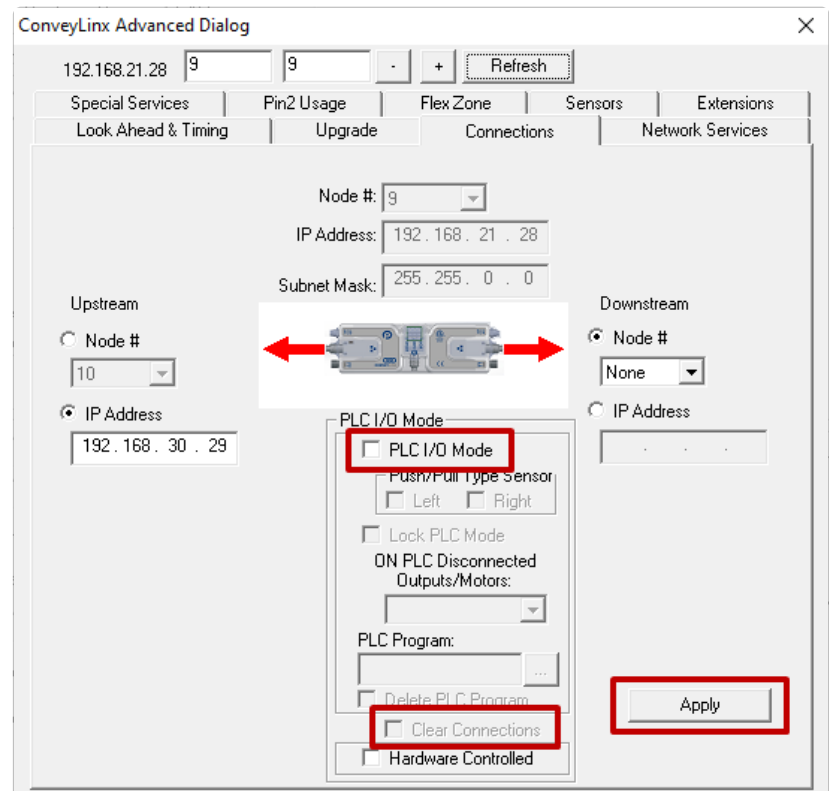 ConveyLinx Advanced Dialog
192.168.21.28 9 9 - + Refresh
Special Services Pin2 Usage Flex Zone Sensors Extensions
Look Ahead & Timing Upgrade Connections Network Services
Node #: 9
IP Address: 192 . 168 . 21 . 28
Subnet Mask: 255 . 255 . 0 . 0
Upstream
Node #
10
IP Address
192 . 168 . 30 . 29
Downstream
Node #
None
IP Address
. . .
PLC I/O Mode
PLC I/O Mode
Push/Pull Type Sensor
Left Right
Lock PLC Mode
ON PLC Disconnected
Outputs/Motors:
PLC Program:
...
Delete PLC Program
Clear Connections
Hardware Controlled
Apply